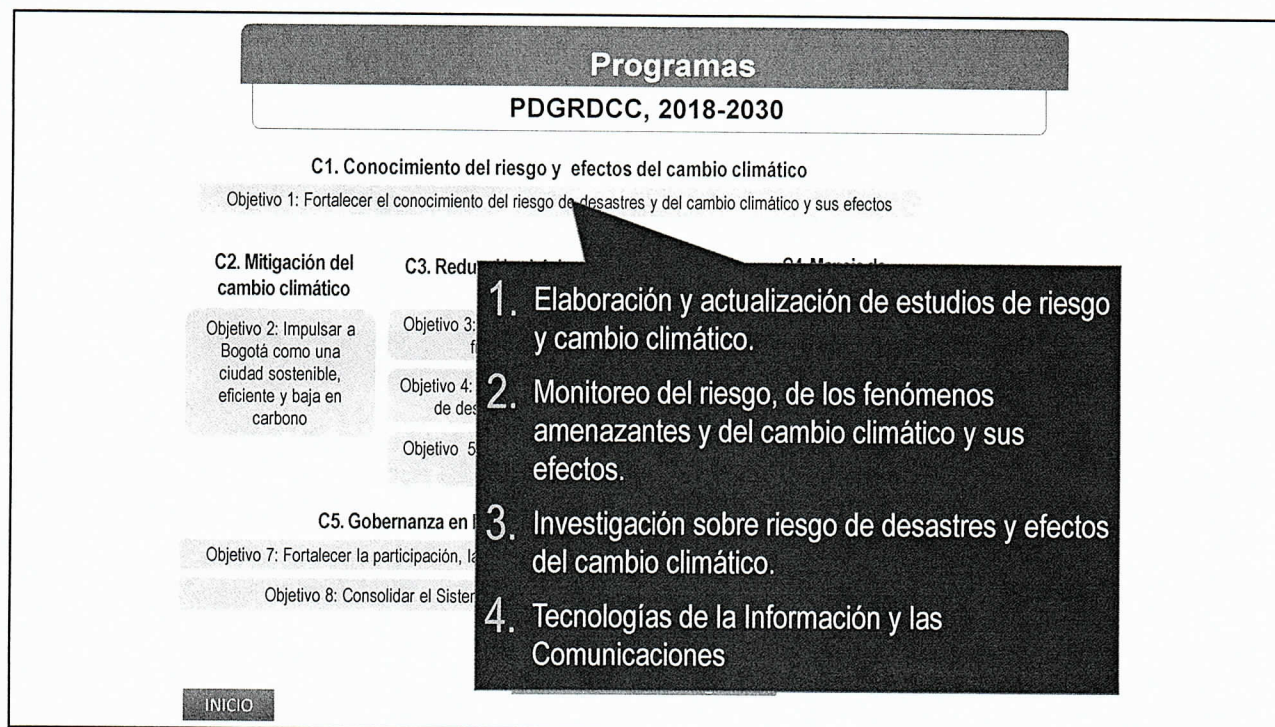 Programas
PDGRDCC, 2018-2030
C1. Conocimiento del riesgo y efectos del cambio climático
Objetivo 1: Fortalecer el conocimiento del riesgo de desastres y del cambio climático y sus efectos
C2. Mitigación del
cambio climático
Objetivo 2: Impulsar a
Bogotá como una
ciudad sostenible,
eficiente y baja en
carbono
C3.
Objetivo 3:
Objetivo 4:
de
Objetivo 5
C4. Manejo de
C5. Gobernanza en
Objetivo 7: Fortalecer la participación,
Objetivo 8: Consolidar el
1. Elaboración y actualización de estudios de riesgo
y cambio climático.
2. Monitoreo del riesgo, de los fenómenos
amenazantes y del cambio climático y sus
efectos.
3. Investigación sobre riesgo de desastres y efectos
del cambio climático.
4. Tecnologías de la Información y las
Comunicaciones
INICIO